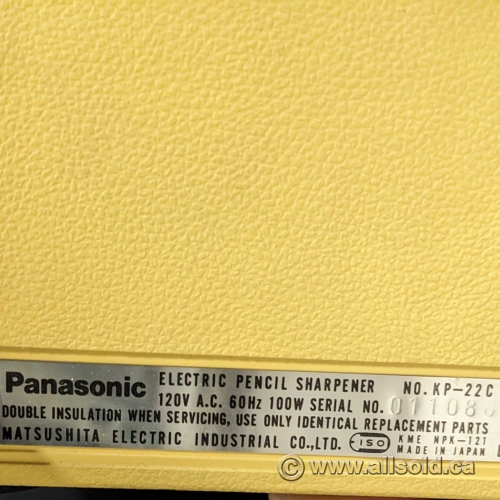 Panasonic ELECTRIC PENCIL SHARPENER NO. KP-22C
120V A.C. 60Hz 100W SERIAL NO.
DOUBLE INSULATION WHEN SERVICING, USE ONLY IDENTICAL REPLACEMENT PARTS
MATSUSHITA ELECTRIC INDUSTRIAL CO.,LTD. ISO KME NPK-121
MADE IN JAPAN
© www.allsold.ca